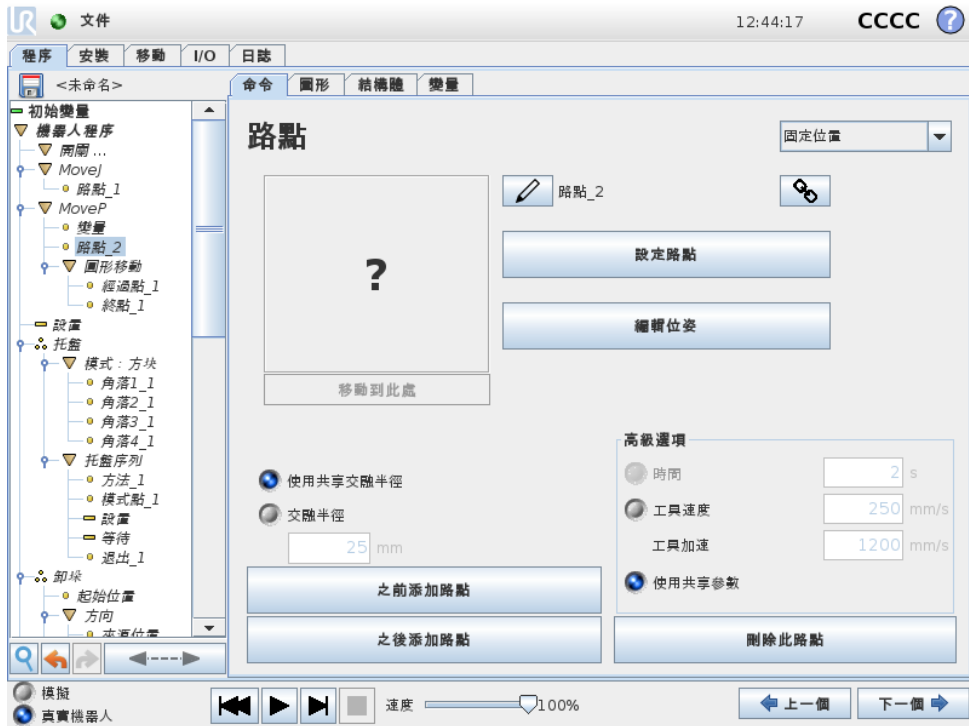 UR 文件 12:44:17 CCCC ?
程序 安裝 移動 I/O 日誌
<未命名>
初始變量
機器人程序
開關 ...
MoveJ
路點_1
MoveP
變量
路點_2
圓形移動
經過點_1
終點_1
設置
托盤
模式：方块
角落1_1
角落2_1
角落3_1
角落4_1
托盤序列
方法_1
模式點_1
設置
等待
退出_1
卸垛
起始位置
方向
來源位置
命令 圖形 結構體 變量
路點
固定位置
?
路點_2
設定路點
編輯位姿
移動到此處
使用共享交融半徑
交融半徑
25 mm
高級選項
時間 2 s
工具速度 250 mm/s
工具加速 1200 mm/s
使用共享參數
之前添加路點
之後添加路點
刪除此路點
模擬
真實機器人
速度 100%
上一個
下一個